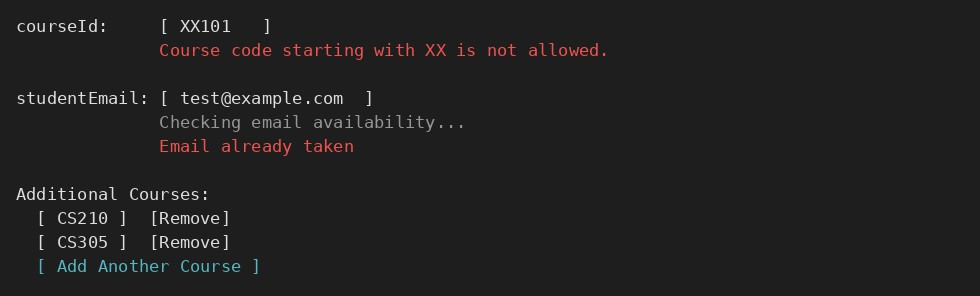 courseId:     [ XX101   ]
              Course code starting with XX is not allowed.
studentEmail: [ test@example.com  ]
              Checking email availability...
              Email already taken
Additional Courses:
  [ CS210 ]  [Remove]
  [ CS305 ]  [Remove]
  [ Add Another Course ]